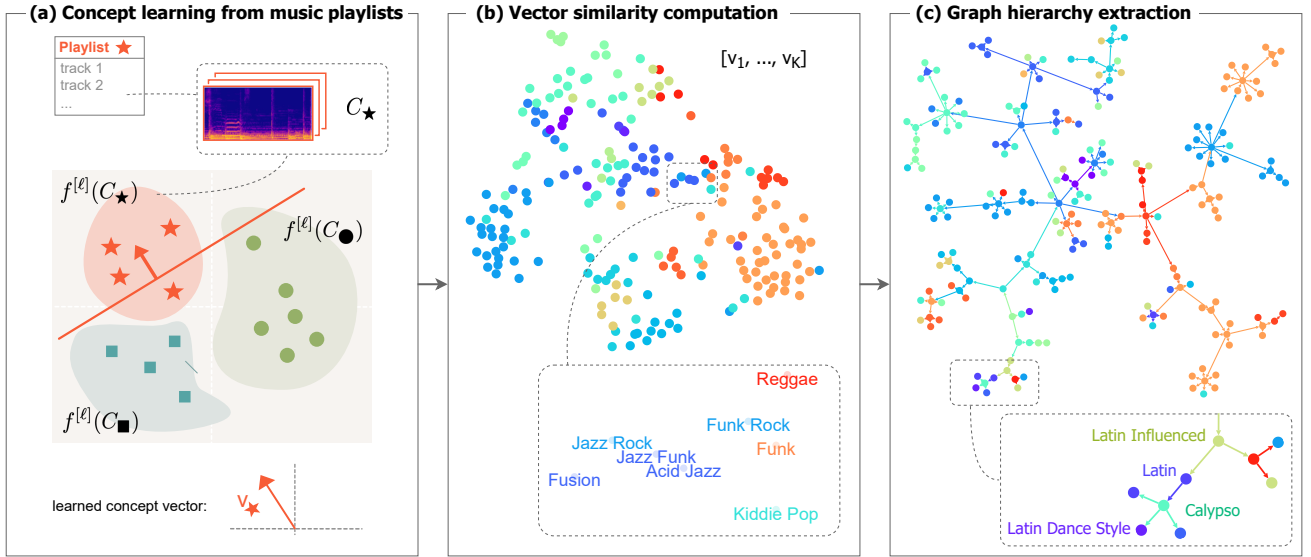 (a) Concept learning from music playlists
Playlist ★
track 1
track 2
...
C★
f[ℓ](C★)
f[ℓ](C●)
f[ℓ](C■)
learned concept vector:
V★
(b) Vector similarity computation
[v₁, ..., vK]
Reggae
Funk Rock
Jazz Rock
Funk
Jazz Funk
Acid Jazz
Fusion
Kiddie Pop
(c) Graph hierarchy extraction
Latin Influenced
Latin
Calypso
Latin Dance Style